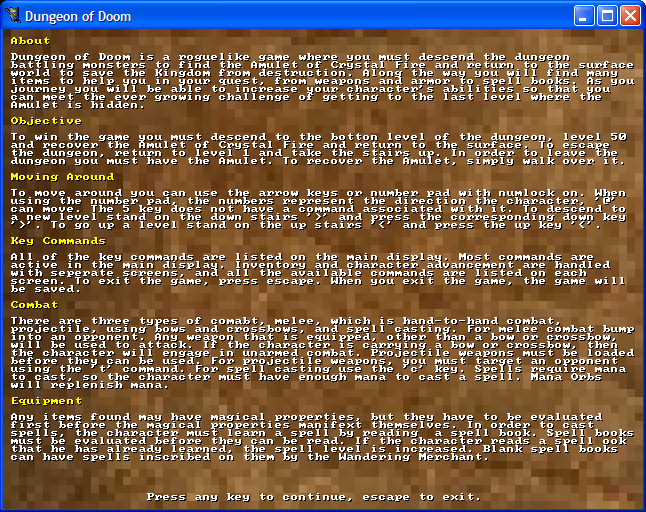 Dungeon of Doom
About
Dungeon of Doom is a roguelike game where you must descend the dungeon
battling monsters to find the Amulet of Crystal Fire and return to the surface
world to save the Kingdom from destruction. Along the way you will find many
items to help you in your quest, from weapons and armor to spell books. As you
journey you will be able to increase your character's abilities so that you
can meet the ever growing challenge of getting to the last level where the
Amulet is hidden.
Objective
To win the game you must descend to the botton level of the dungeon, level 50
and recover the Amulet of Crystal Fire and return to the surface. To escape
the dungeon, return to level 1 and take the stairs up. In order to leave the
dungeon you must have the Amulet. To recover the Amulet, simply walk over it.
Moving Around
To move around you can use the arrow keys or number pad with numlock on. When
using the number pad, the numbers represent the direction the character, '@'
can move. The 5 key does not have a command associated with it. To descend to
a new level stand on the down stairs '>' and press the corresponding down key
'>'. To go up a level stand on the up stairs '<' and press the up key '<'.
Key Commands
All of the key commands are listed on the main display. Most commands are
active in the main display. Inventory and character advancement are handled
with seperate screens, and all the available commands are listed on each
screen. To exit the game, press escape. When you exit the game, the game will
be saved.
Combat
There are three types of comabt, melee, which is hand-to-hand combat,
projectile, using bows and crossbows, and spell casting. For melee combat bump
into an opponent. Any weapon that is equipped, other than a bow or crossbow,
will be used to attack. If the character is carrying a bow or crossbow, then
the character will engage in unarmed combat. Projectile weapons must be loaded
before they can be used. For projectile weapons, you must target an opponent
using the 't' command. For spell casting use the 'c' key. Spells require mana
to cast, so the character must have enough mana to cast a spell. Mana Orbs
will replenish mana.
Equipment
Any items found may have magical properties, but they have to be evaluated
first before the magical properties manifext themselves. In order to cast
spells, the character must learn a spell by reading  a spell book. Spell books
must be evaluated before they can be read. If the character reads a spell ook
that he has already learned, the spell level is increased. Blank spell books
can have spells inscribed on them by the Wandering Merchant.
Press any key to continue, escape to exit.